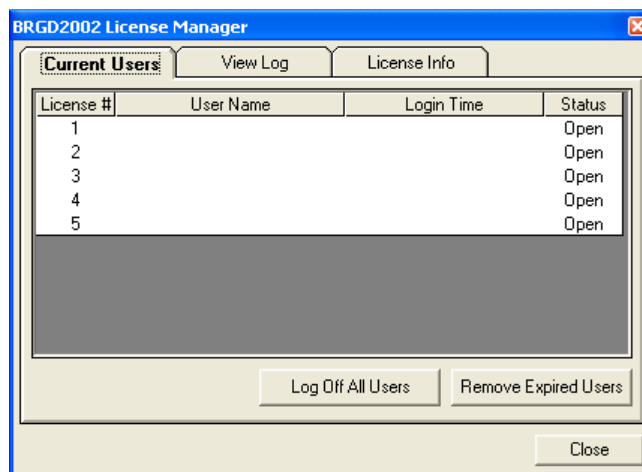 BRGD2002 License Manager
Current Users View Log License Info
License # User Name Login Time Status
1 Open
2 Open
3 Open
4 Open
5 Open
Log Off All Users Remove Expired Users
Close